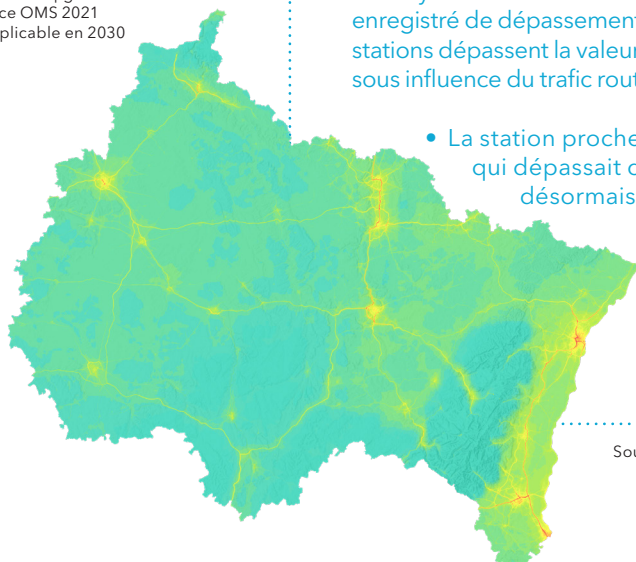 ce OMS 2021
plicable en 2030
enregistré de dépassement
stations dépassent la valeur
sous influence du trafic rout
• La station proche
qui dépassait
désormais
Sou